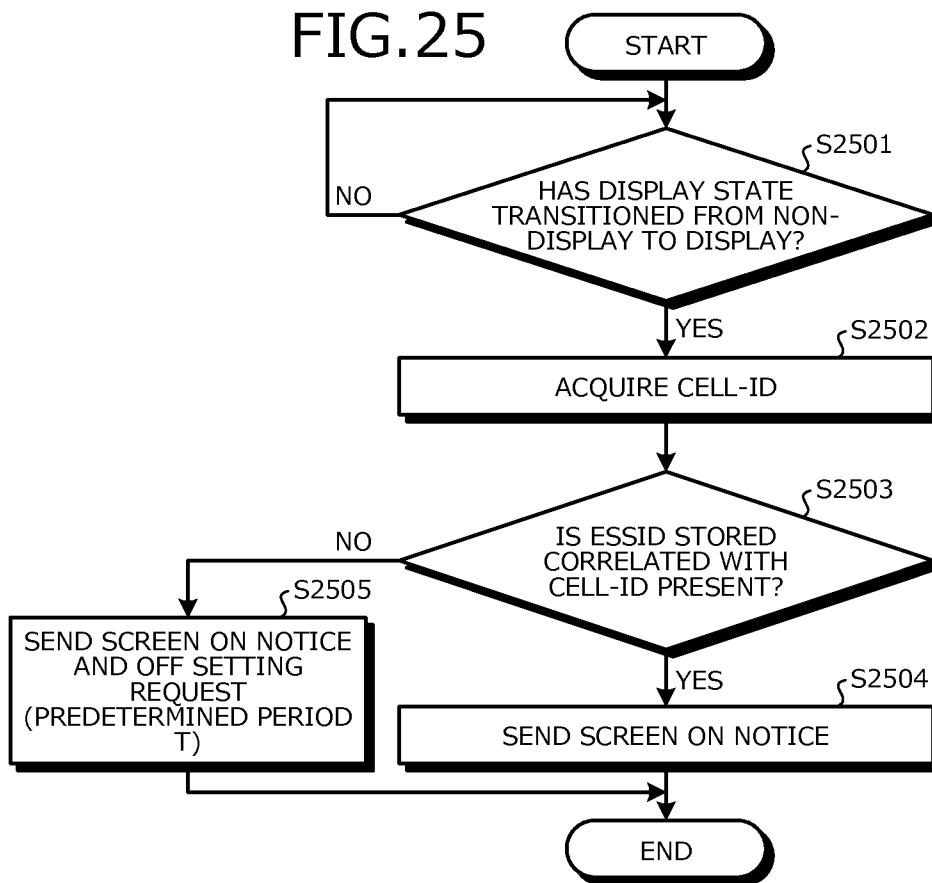 FIG.25
START
S2501
HAS DISPLAY STATE
TRANSITIONED FROM NON-
DISPLAY TO DISPLAY?
NO
YES
S2502
ACQUIRE CELL-ID
S2503
IS ESSID STORED
CORRELATED WITH
CELL-ID PRESENT?
NO
YES
S2505
SEND SCREEN ON NOTICE
AND OFF SETTING
REQUEST
(PREDETERMINED PERIOD
T)
S2504
SEND SCREEN ON NOTICE
END